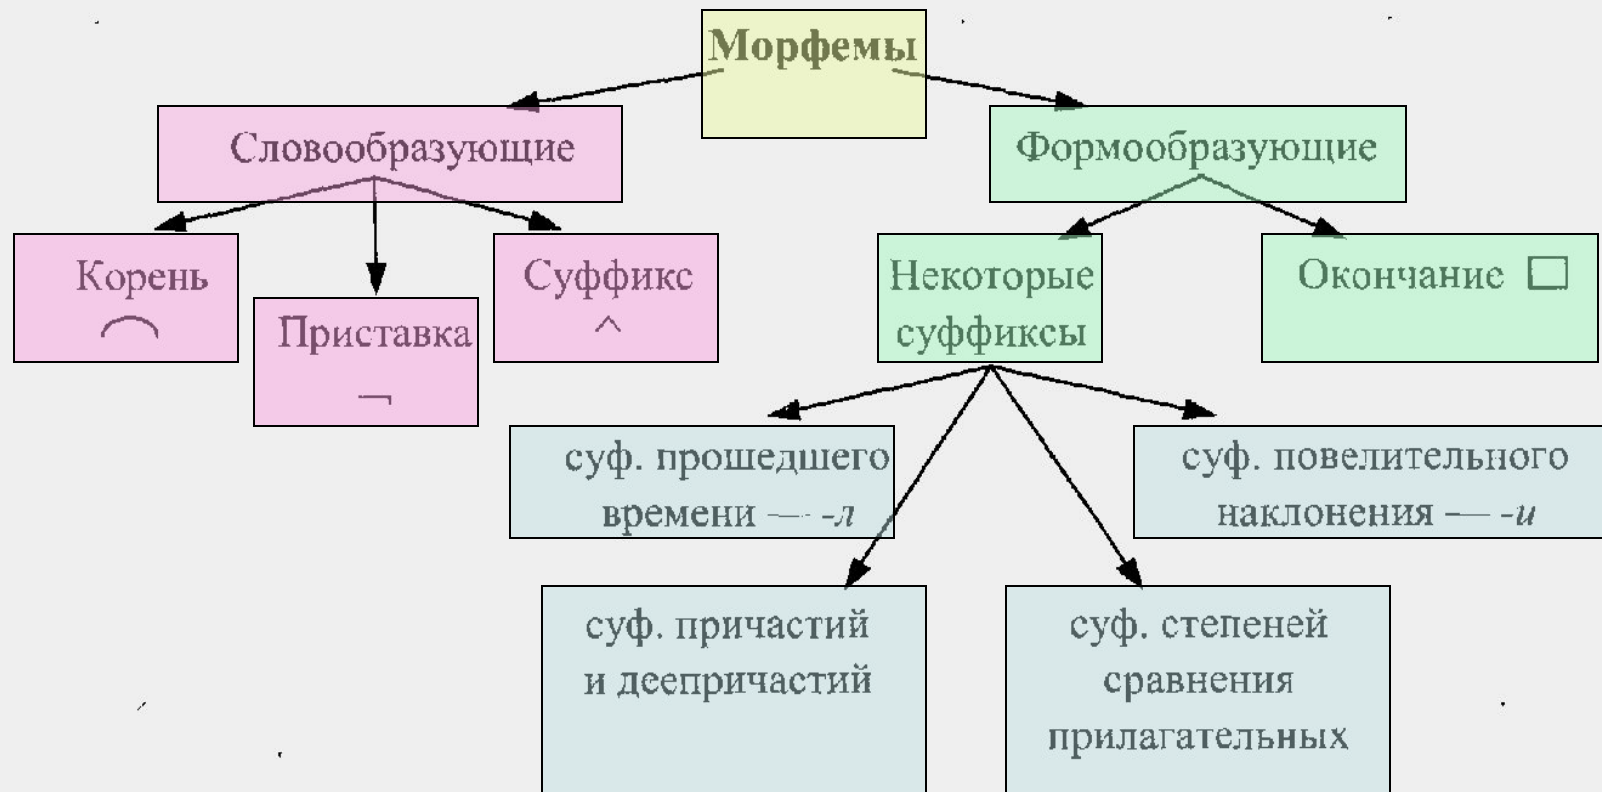 Морфемы
Словообразующие
Формообразующие
Корень
Приставка
Суффикс
Некоторые
суффиксы
Окончание
суф. прошедшего
времени — -л
суф. повелительного
наклонения — -и
суф. причастий
и деепричастий
суф. степеней
сравнения
прилагательных